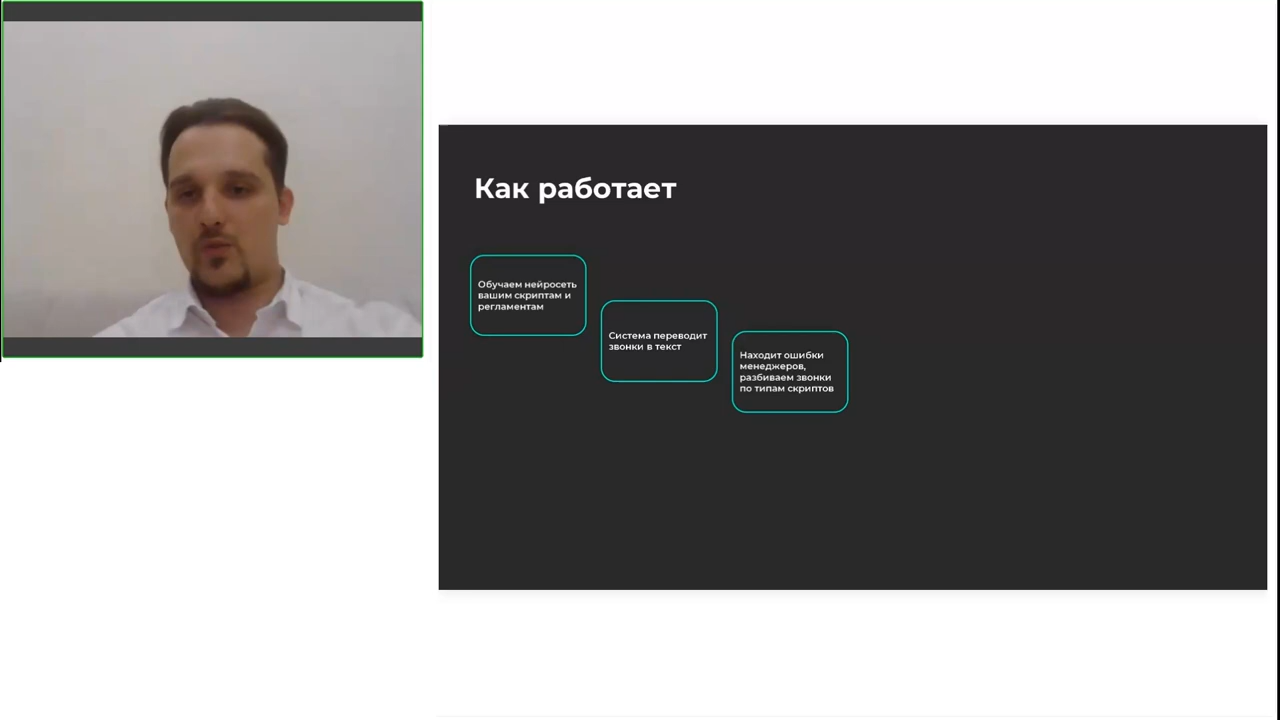 Как работает
Обучаем нейросеть
вашим скриптам и
регламентам
Система переводит
звонки в текст
Находит ошибки
менеджеров,
разбиваем звонки
по типам скриптов